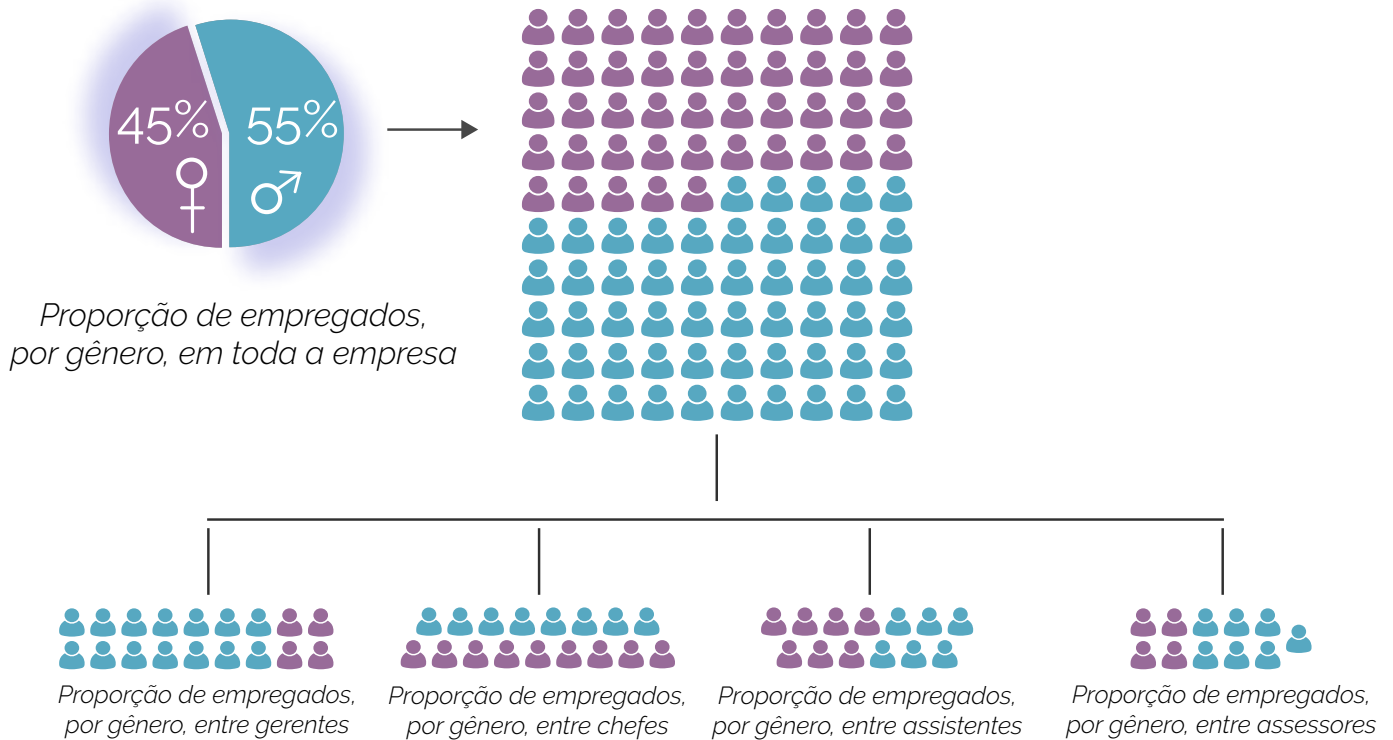 45%
55%
Proporção de empregados,
por gênero, em toda a empresa
Proporção de empregados,
por gênero, entre gerentes
Proporção de empregados,
por gênero, entre chefes
Proporção de empregados,
por gênero, entre assistentes
Proporção de empregados,
por gênero, entre assessores